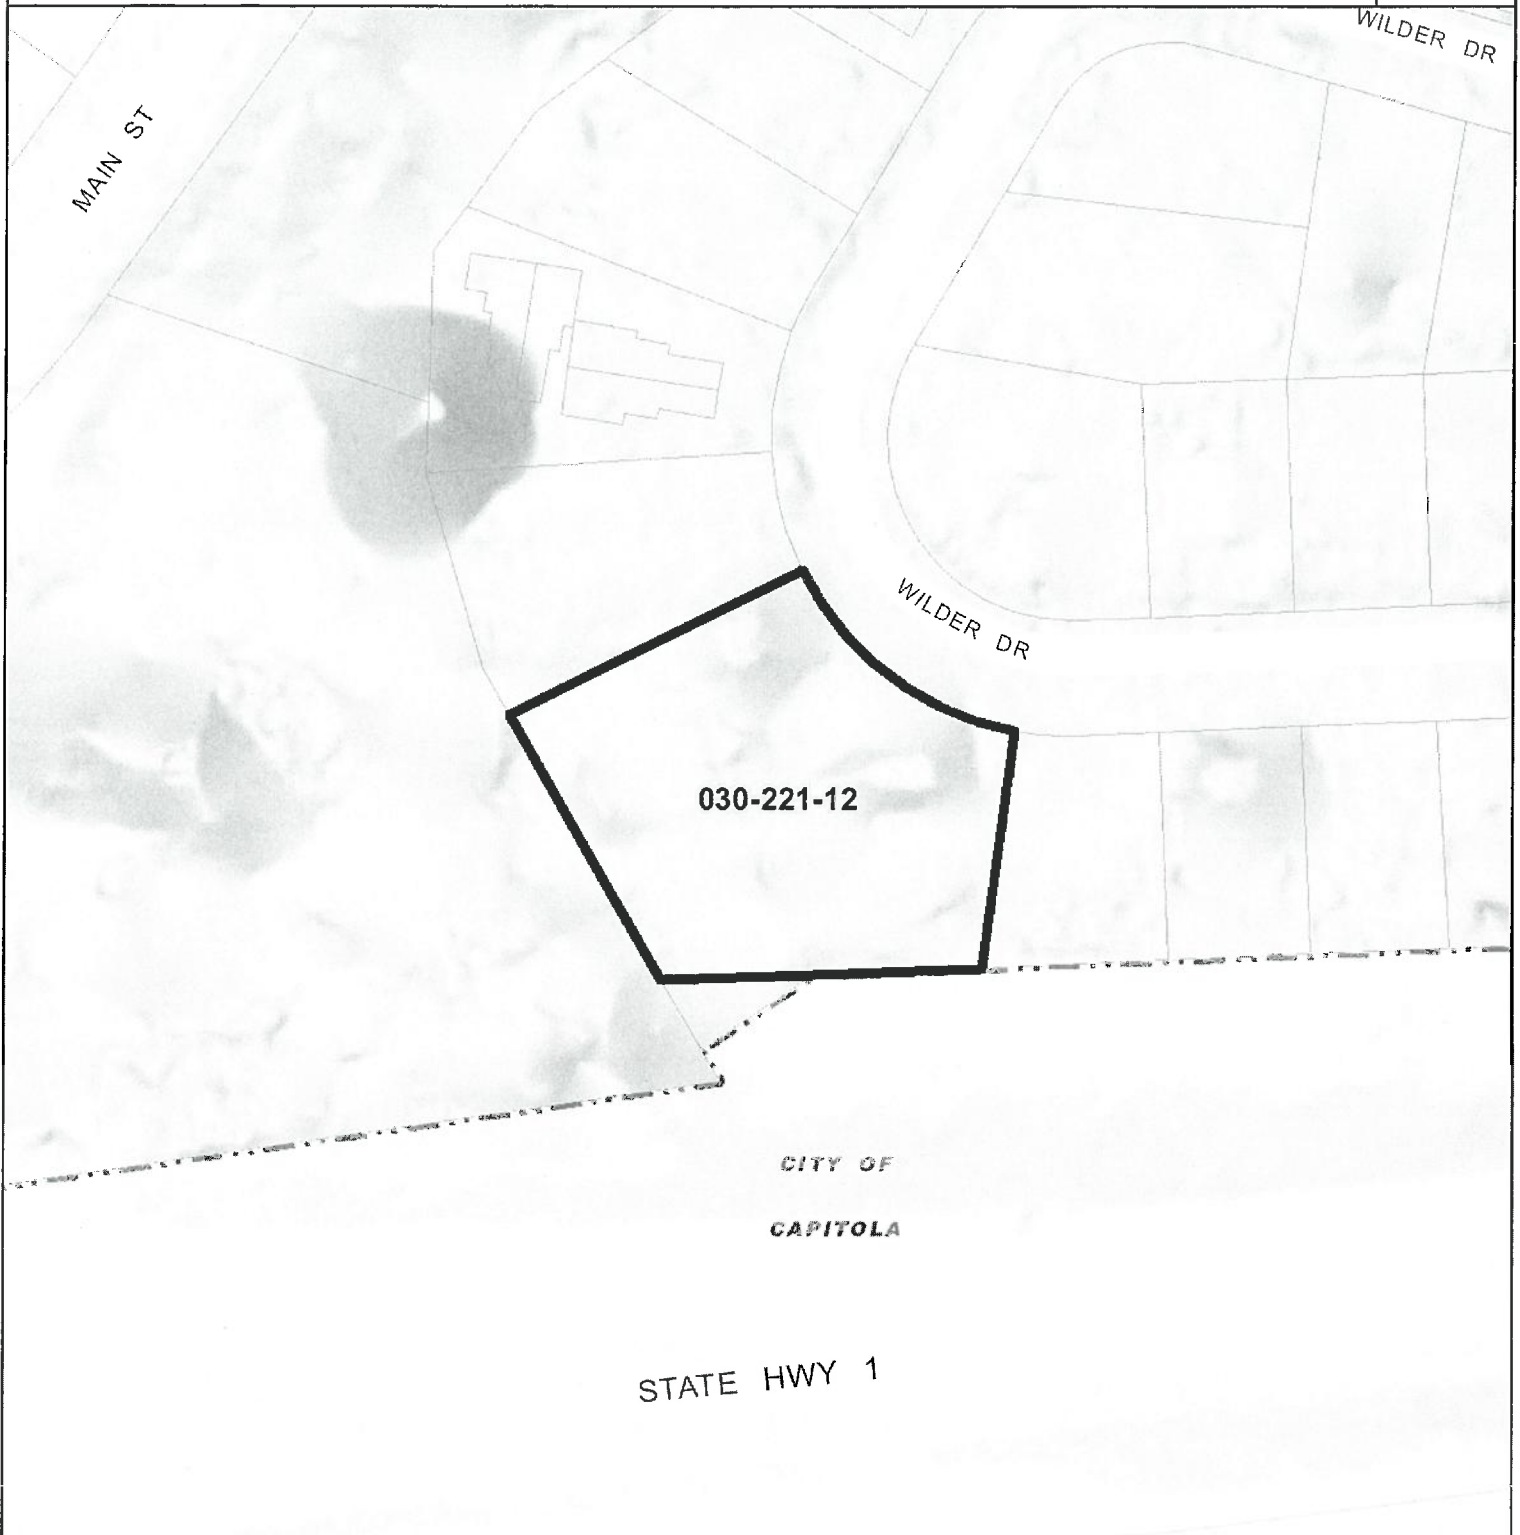 WILDER DR
MAIN ST
WILDER DR
030-221-12
CITY OF
CAPITOLA
STATE HWY 1